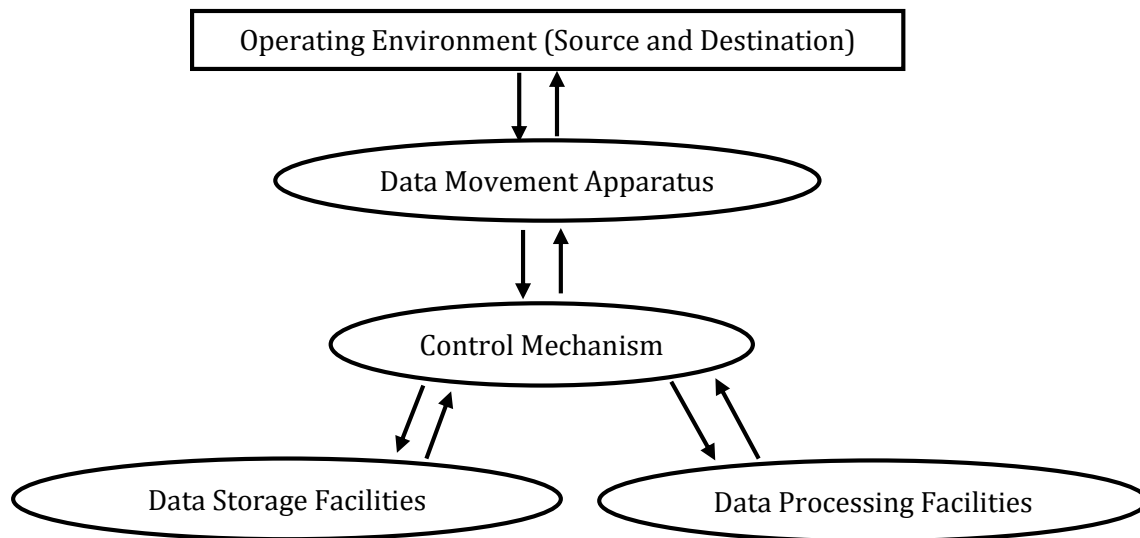 Operating Environment (Source and Destination)
Data Movement Apparatus
Control Mechanism
Data Storage Facilities
Data Processing Facilities